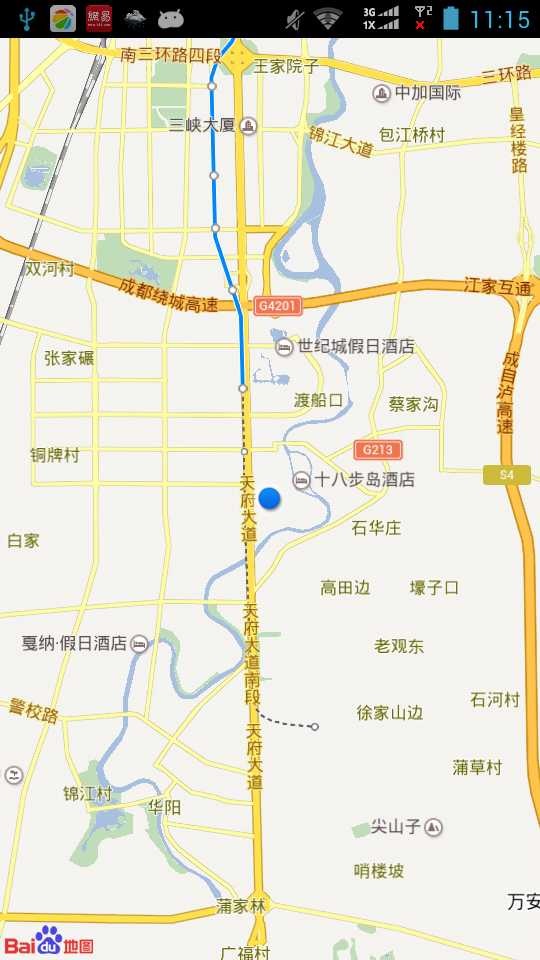 3G
1X
11:15
南三环路四段
王家院子
三环路
中加国际
三峡大厦
锦江大道
包江桥村
皇经楼路
双河村
成都绕城高速
G4201
江家互通
世纪城假日酒店
张家碾
成自泸高速
渡船口
蔡家沟
铜牌村
G213
S4
十八步岛酒店
天府大道
石华庄
白家
高田边
壕子口
天府大道南段
戛纳·假日酒店
老观东
警校路
石河村
徐家山边
天府大道
蒲草村
锦江村
华阳
尖山子
哨楼坡
万安
蒲家林
Baidu地图
广福村